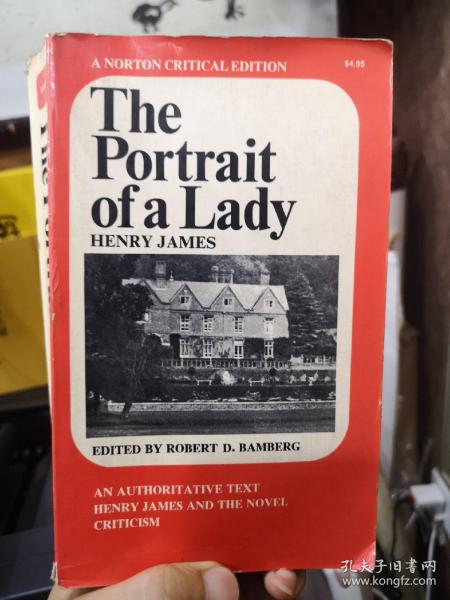 A NORTON CRITICAL EDITION
$4.95
The
Portrait
of a Lady
HENRY JAMES
EDITED BY ROBERT D. BAMBERG
AN AUTHORITATIVE TEXT
HENRY JAMES AND THE NOVEL
CRITICISM
孔夫子旧书网
www.kongfz.com